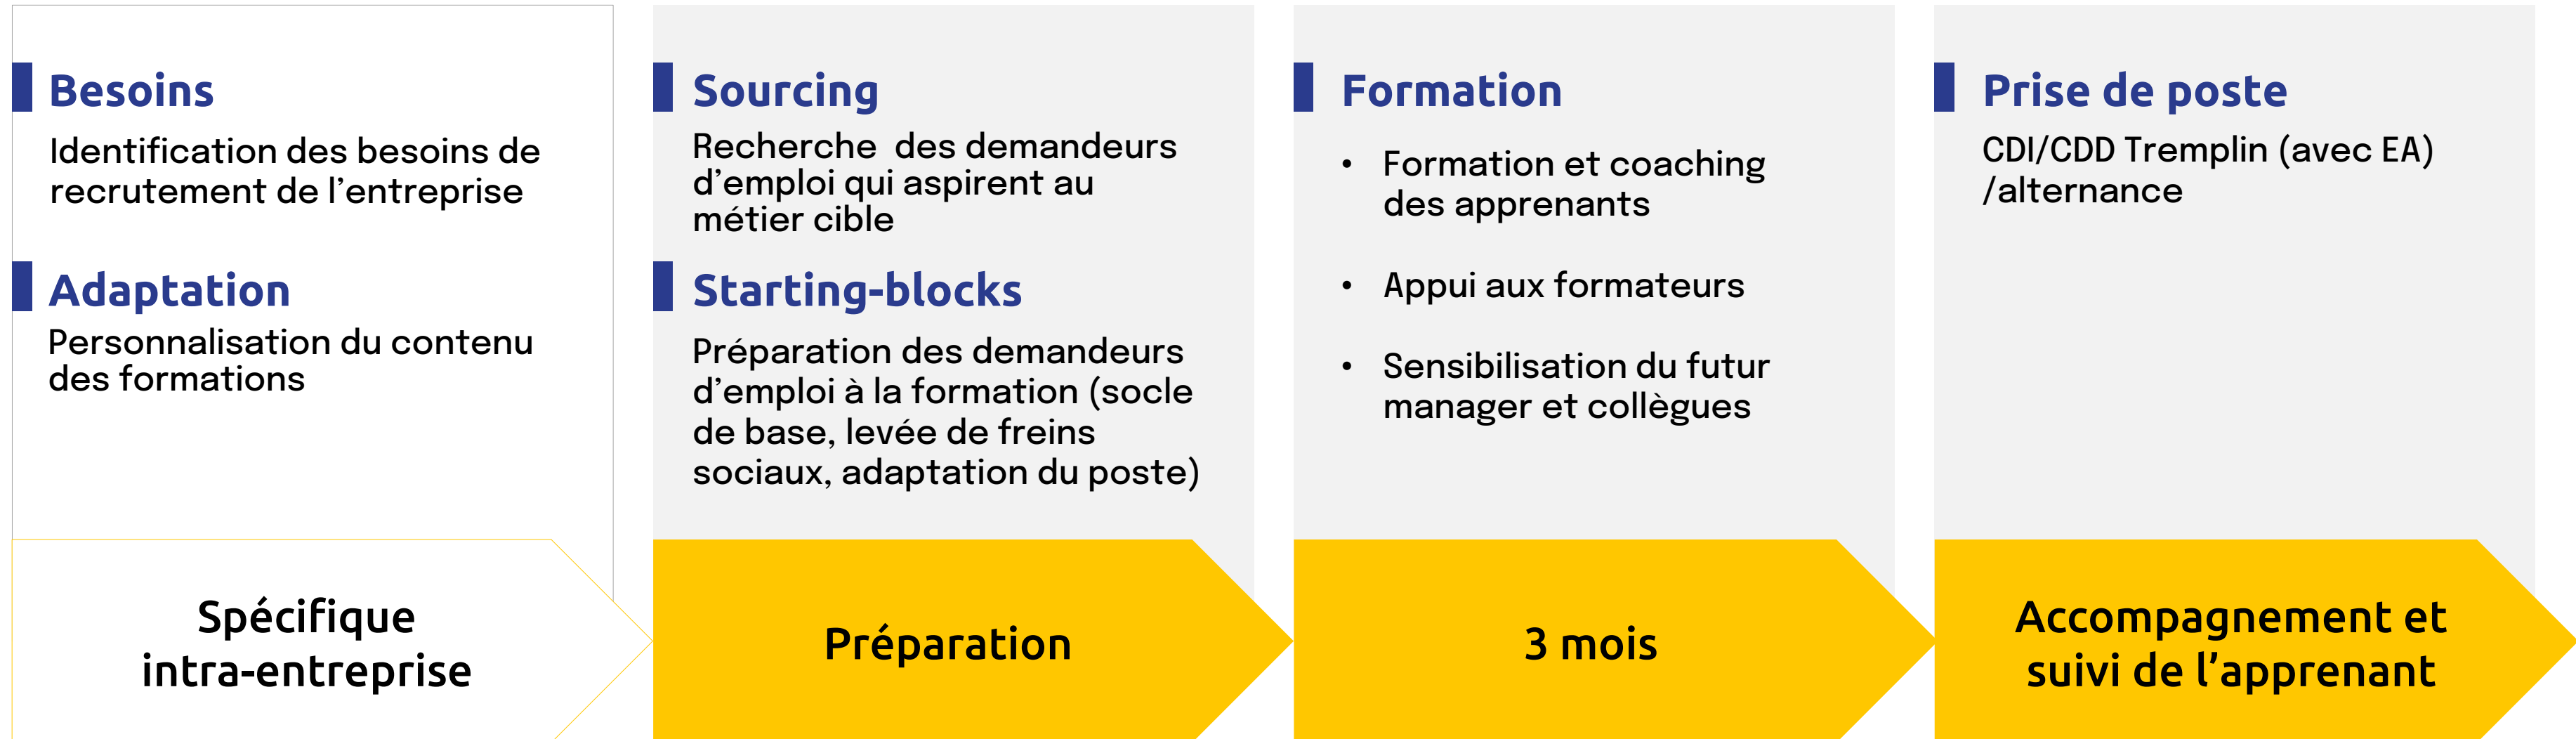 Besoins
Identification des besoins de
recrutement de l’entreprise
Adaptation
Personnalisation du contenu
des formations
Spécifique
intra-entreprise
Sourcing
Recherche  des demandeurs
d’emploi qui aspirent au
métier cible
Starting-blocks
Préparation des demandeurs
d’emploi à la formation (socle
de base, levée de freins
sociaux, adaptation du poste)
Préparation
Formation
• Formation et coaching
des apprenants
• Appui aux formateurs
• Sensibilisation du futur
manager et collègues
3 mois
Prise de poste
CDI/CDD Tremplin (avec EA)
/alternance
Accompagnement et
suivi de l’apprenant